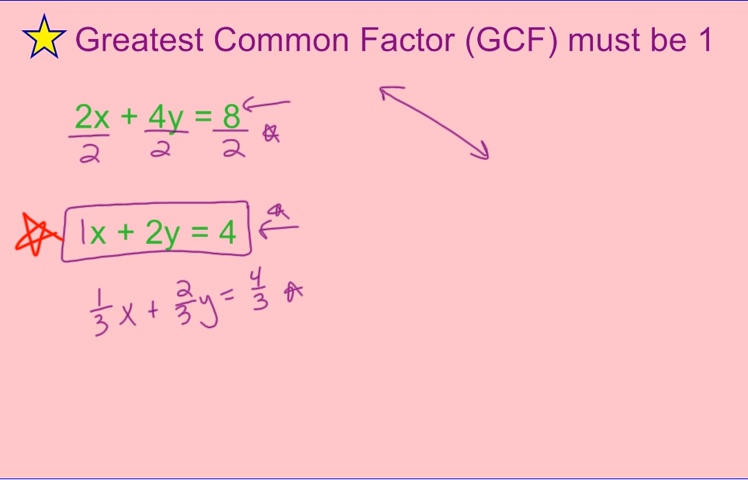 Greatest Common Factor (GCF) must be 1
2x + 4y = 8
2 2 2
1x + 2y = 4
1/3 x + 2/3 y = 4/3